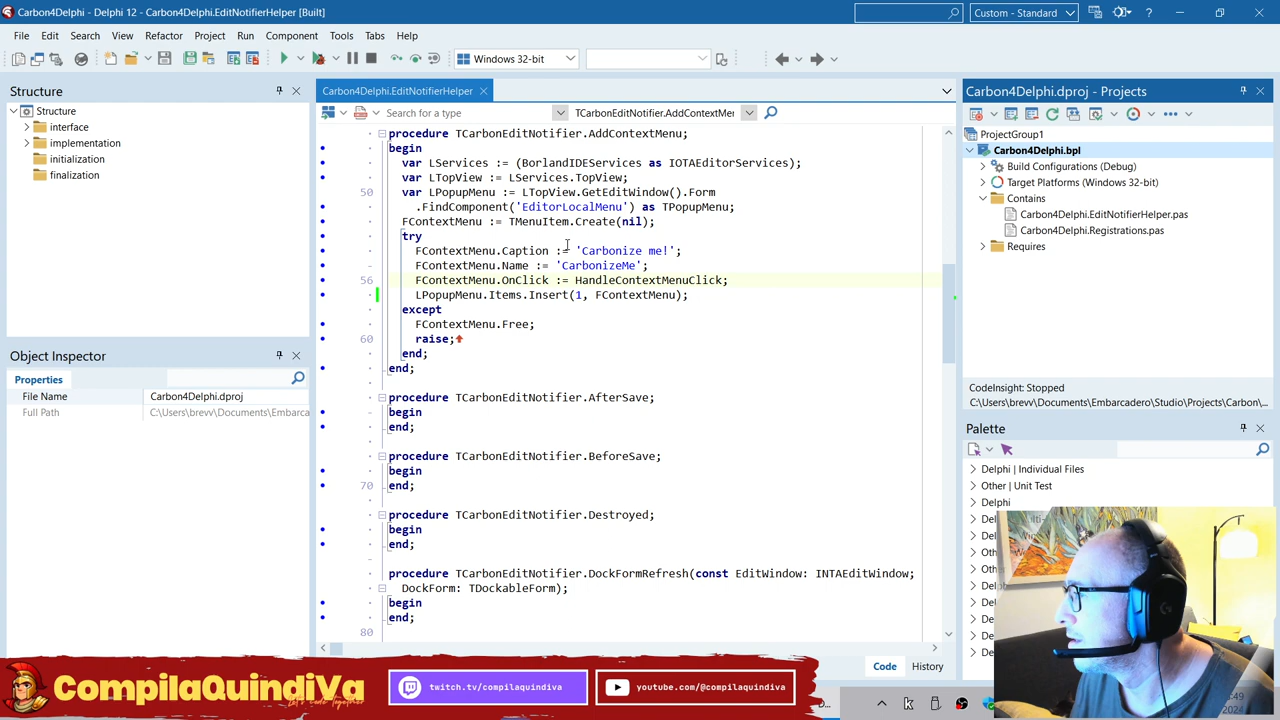 Carbon4Delphi - Delphi 12 - Carbon4Delphi.EditNotifierHelper [Built]
Custom - Standard
File Edit Search View Refactor Project Run Component Tools Tabs Help
Windows 32-bit
Structure
Structure
interface
implementation
initialization
finalization
Object Inspector
Properties
File Name Carbon4Delphi.dproj
Full Path C:\Users\brevv\Documents\Embarca
Carbon4Delphi.EditNotifierHelper
Search for type
TCarbonEditNotifier.AddContextMer
procedure TCarbonEditNotifier.AddContextMenu;
begin
var LServices := (BorlandIDEServices as IOTAEditorServices);
var LTopView := LServices.TopView;
50 var LPopupMenu := LTopView.GetEditWindow().Form
.FindComponent('EditorLocalMenu') as TPopupMenu;
FContextMenu := TMenuItem.Create(nil);
try
FContextMenu.Caption := 'Carbonize me!';
FContextMenu.Name := 'CarbonizeMe';
56 FContextMenu.OnClick := HandleContextMenuClick;
LPopupMenu.Items.Insert(1, FContextMenu);
except
FContextMenu.Free;
60 raise;
end;
end;
procedure TCarbonEditNotifier.AfterSave;
begin
end;
procedure TCarbonEditNotifier.BeforeSave;
begin
70 end;
procedure TCarbonEditNotifier.Destroyed;
begin
end;
procedure TCarbonEditNotifier.DockFormRefresh(const EditWindow: INTAEditWindow;
DockForm: TDockableForm);
begin
end;
80
Code History
Carbon4Delphi.dproj - Projects
ProjectGroup1
Carbon4Delphi.bpl
Build Configurations (Debug)
Target Platforms (Windows 32-bit)
Contains
Carbon4Delphi.EditNotifierHelper.pas
Carbon4Delphi.Registrations.pas
Requires
CodeInsight: Stopped
C:\Users\brevv\Documents\Embarcadero\Studio\Projects\Carbon\...
Palette
Delphi | Individual Files
Other | Unit Test
Delphi
CompilaQuindiVa
Let's Code Together
twitch.tv/compilaquindiva
youtube.com/@compilaquindiva